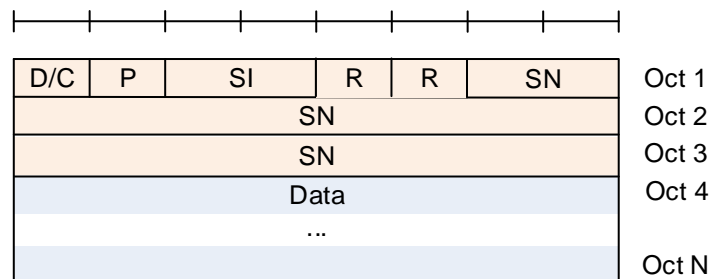 D/C P SI R R SN Oct 1
SN Oct 2
SN Oct 3
Data Oct 4
...
Oct N